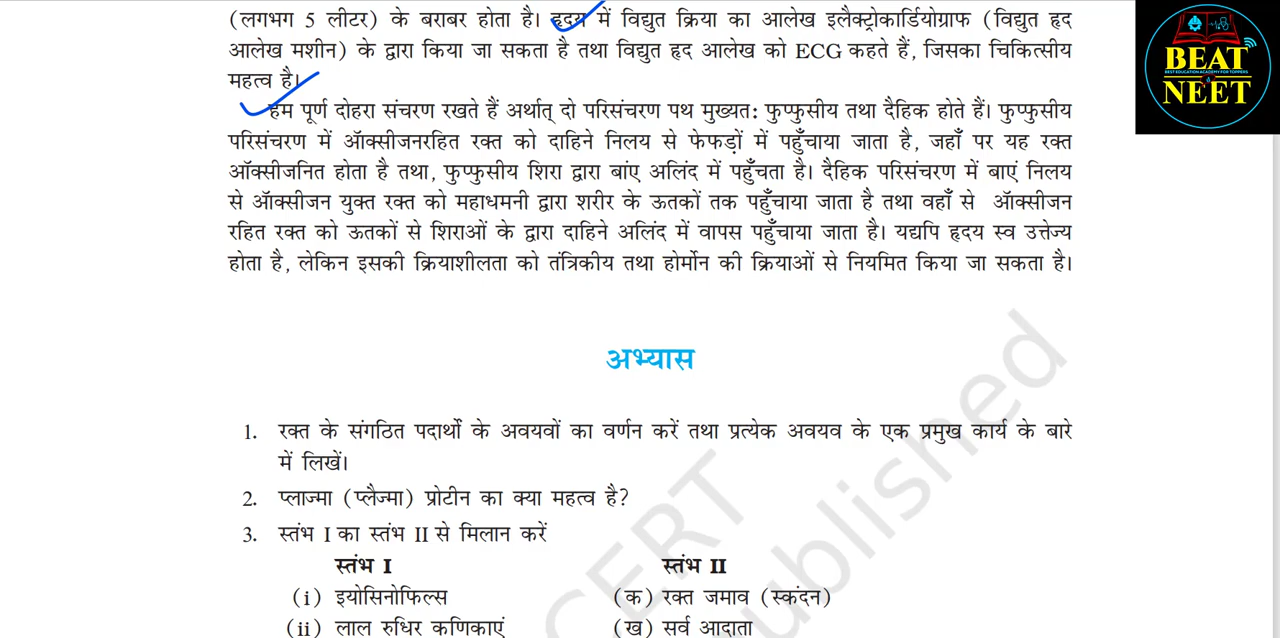 (लगभग 5 लीटर) के बराबर होता है। हृदय में विद्युत क्रिया का आलेख इलैक्ट्रोकार्डियोग्राफ (विद्युत हृद
आलेख मशीन) के द्वारा किया जा सकता है तथा विद्युत हृद आलेख को ECG कहते हैं, जिसका चिकित्सीय
महत्व है।
हम पूर्ण दोहरा संचरण रखते हैं अर्थात् दो परिसंचरण पथ मुख्यत: फुप्फुसीय तथा दैहिक होते हैं। फुप्फुसीय
परिसंचरण में ऑक्सीजनरहित रक्त को दाहिने निलय से फेफड़ों में पहुँचाया जाता है, जहाँ पर यह रक्त
ऑक्सीजनित होता है तथा, फुप्फुसीय शिरा द्वारा बांए अलिंद में पहुँचता है। दैहिक परिसंचरण में बाएं निलय
से ऑक्सीजन युक्त रक्त को महाधमनी द्वारा शरीर के ऊतकों तक पहुँचाया जाता है तथा वहाँ से ऑक्सीजन
रहित रक्त को ऊतकों से शिराओं के द्वारा दाहिने अलिंद में वापस पहुँचाया जाता है। यद्यपि हृदय स्व उत्तेज्य
होता है, लेकिन इसकी क्रियाशीलता को तंत्रिकीय तथा होर्मोन की क्रियाओं से नियमित किया जा सकता है।
BEAT
BEST EDUCATION ACADEMY FOR TOPPERS
NEET
अभ्यास
1. रक्त के संगठित पदार्थों के अवयवों का वर्णन करें तथा प्रत्येक अवयव के एक प्रमुख कार्य के बारे
में लिखें।
2. प्लाज्मा (प्लैज्मा) प्रोटीन का क्या महत्व है?
3. स्तंभ I का स्तंभ II से मिलान करें
स्तंभ I स्तंभ II
(i) इयोसिनोफिल्स (क) रक्त जमाव (स्कंदन)
(ii) लाल रुधिर कणिकाएं (ख) सर्व आदाता
CERT
ublished